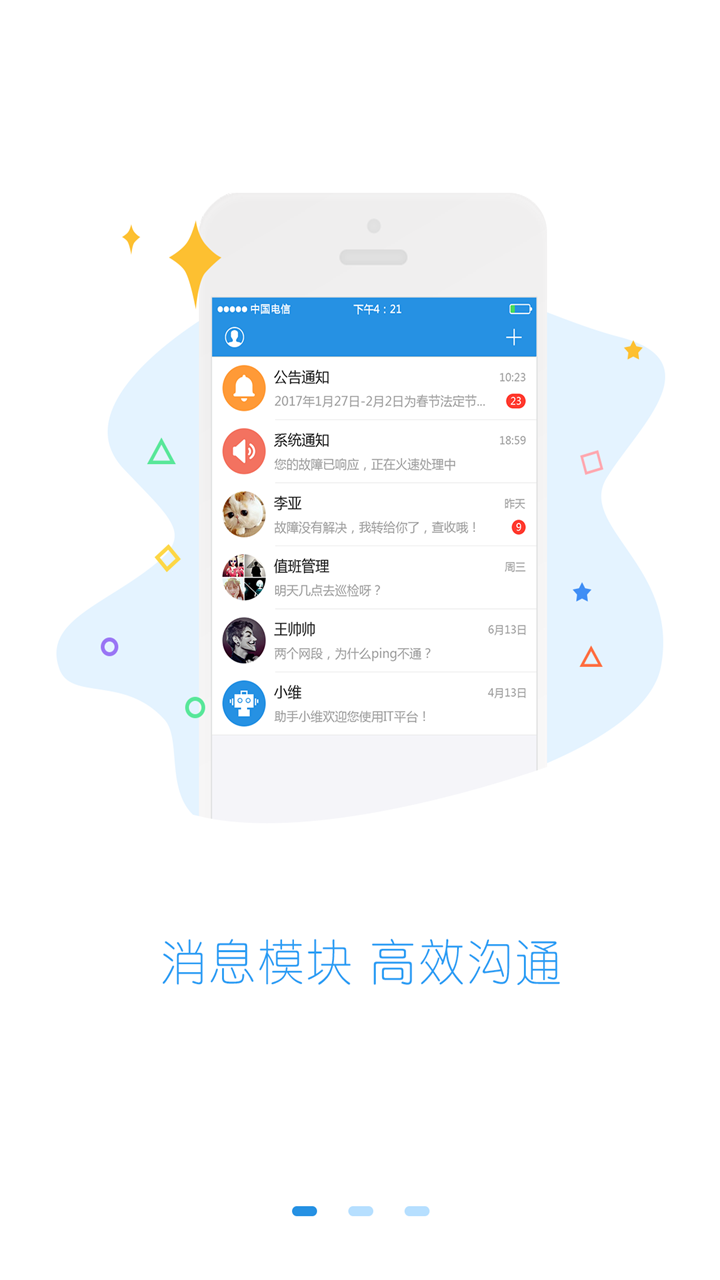 中国电信 下午4：21
公告通知 10:23
2017年1月27日-2月2日为春节法定节... 23
系统通知 18:59
您的故障已响应，正在火速处理中
李亚 昨天
故障没有解决，我转给你了，查收哦！ 9
值班管理 周三
明天几点去巡检呀？
王帅帅 6月13日
两个网段，为什么ping不通？
小维 4月13日
助手小维欢迎您使用IT平台！
消息模块 高效沟通